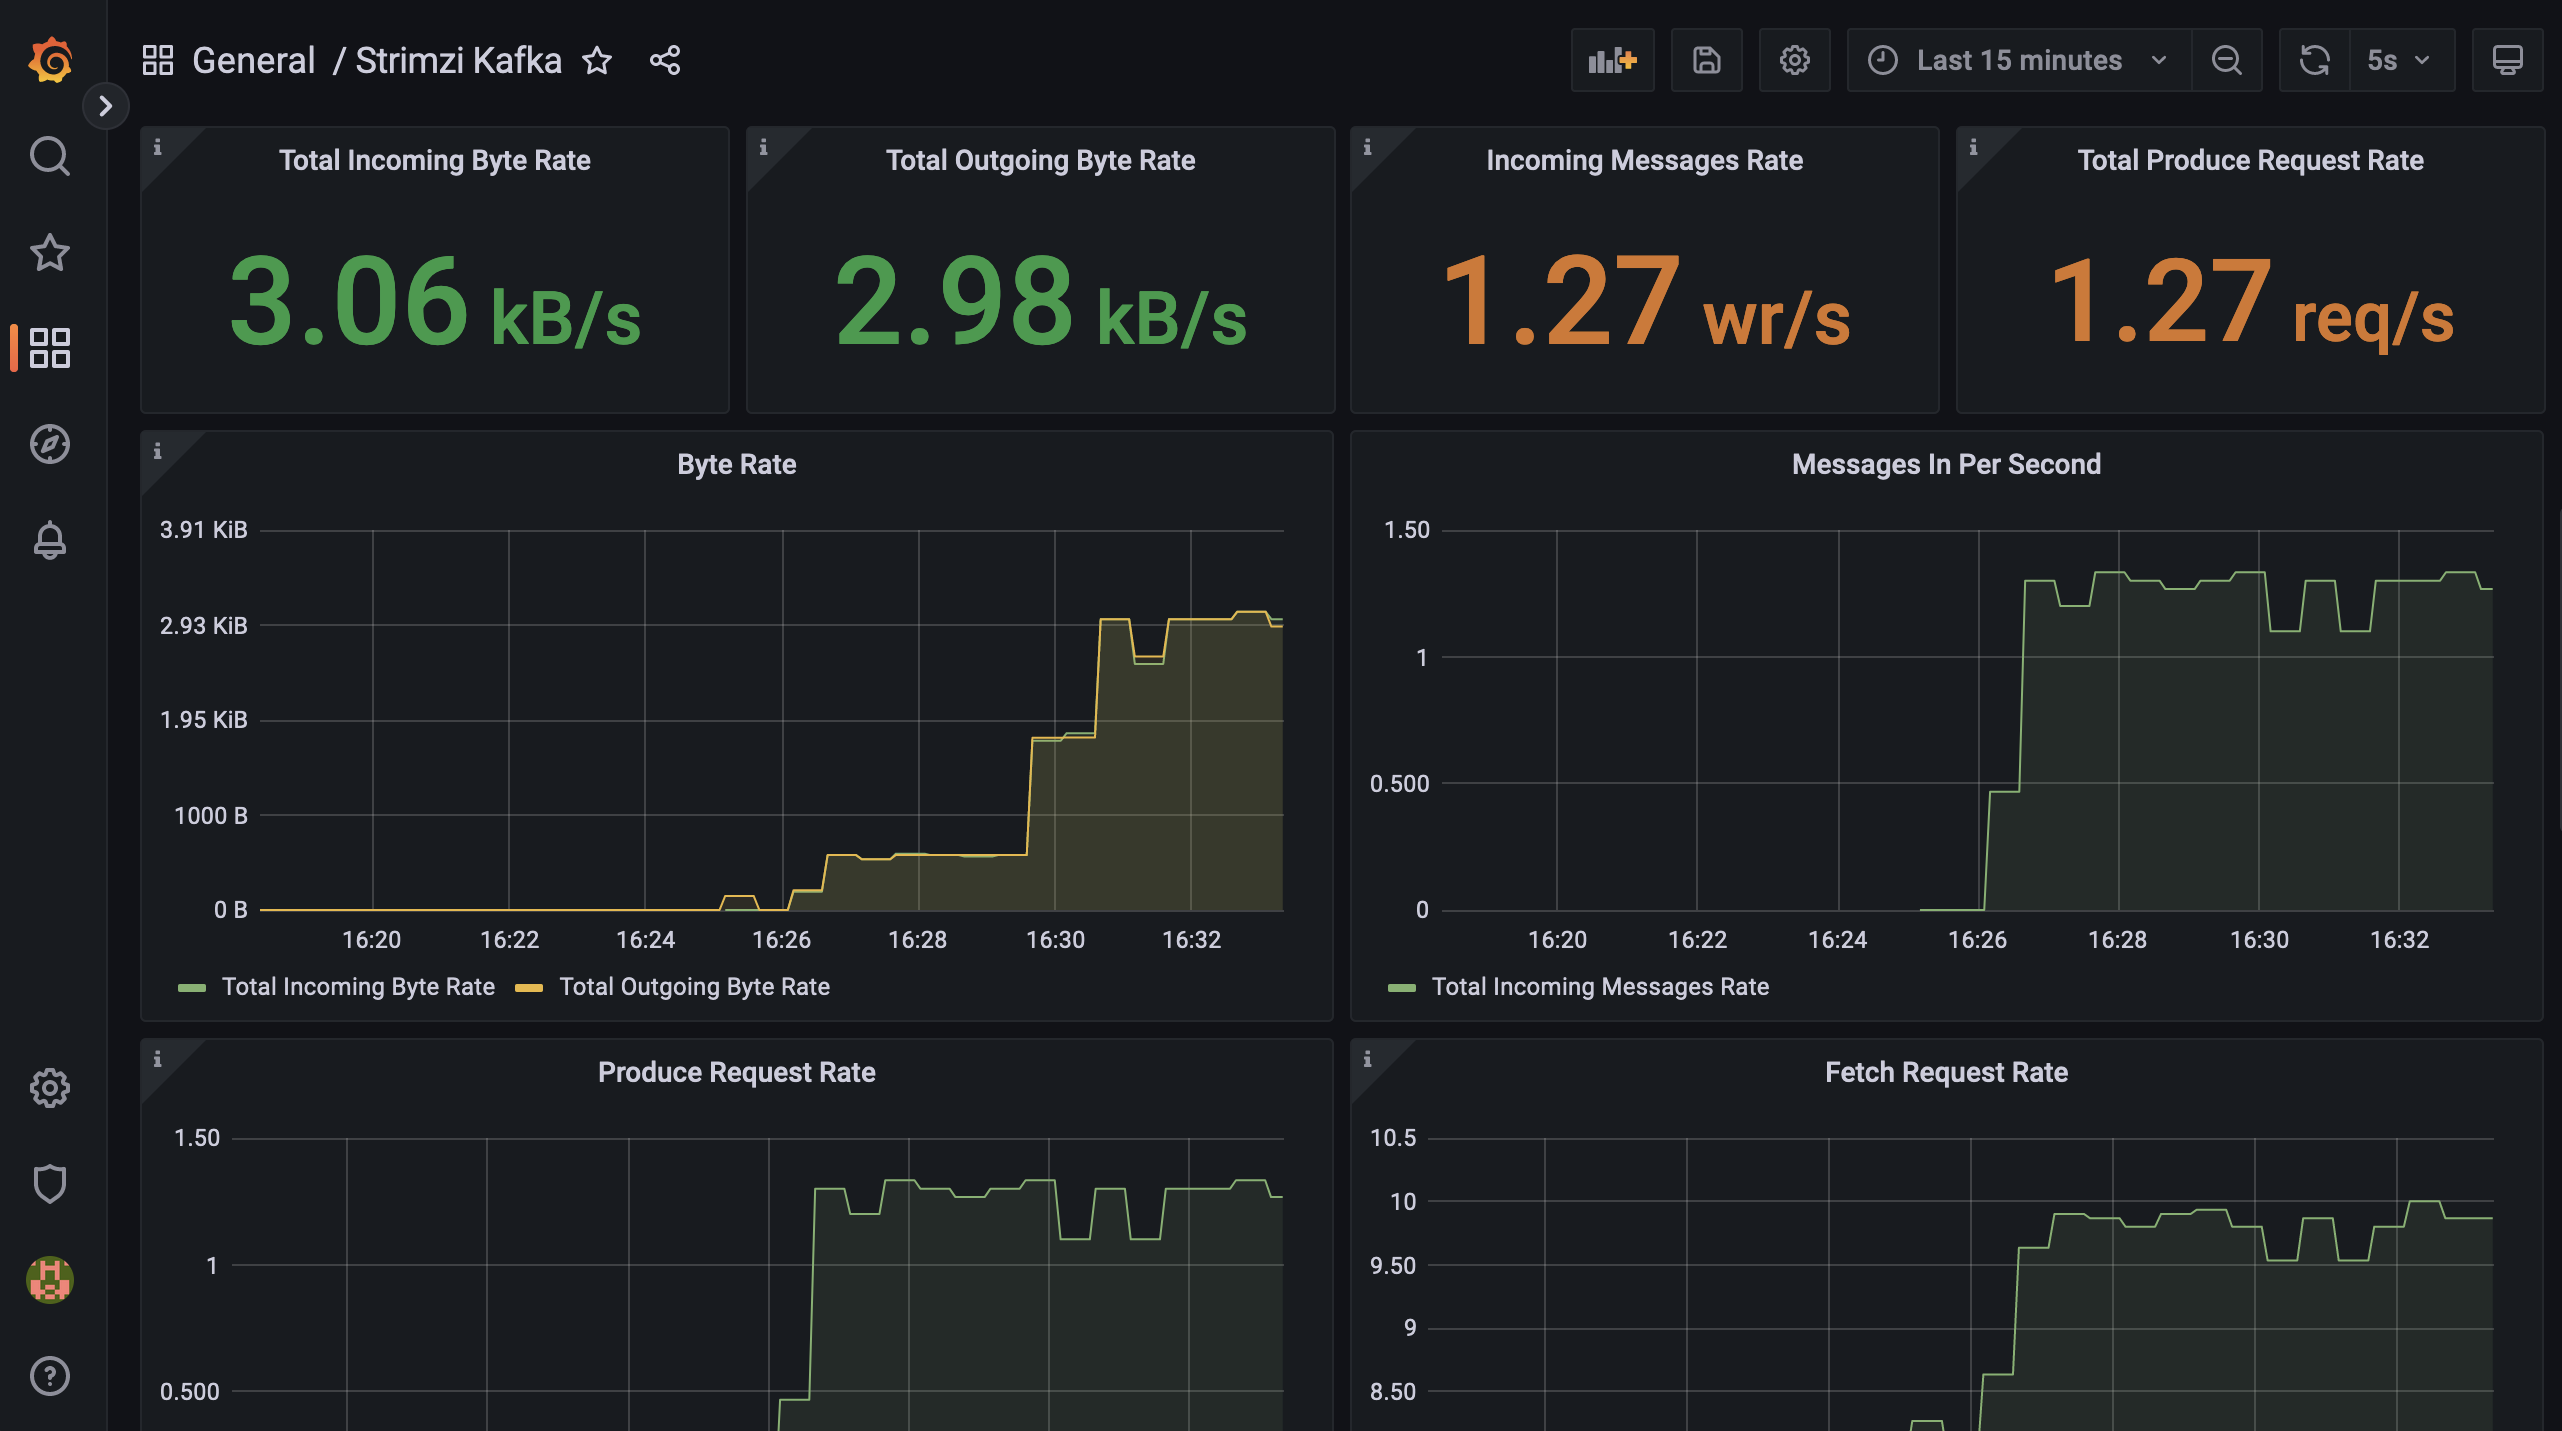 General / Strimzi Kafka
Last 15 minutes
5s
Total Incoming Byte Rate
3.06 kB/s
Total Outgoing Byte Rate
2.98 kB/s
Incoming Messages Rate
1.27 wr/s
Total Produce Request Rate
1.27 req/s
Byte Rate
3.91 KiB
2.93 KiB
1.95 KiB
1000 B
0 B
16:20 16:22 16:24 16:26 16:28 16:30 16:32
Total Incoming Byte Rate Total Outgoing Byte Rate
Messages In Per Second
1.50
1
0.500
0
16:20 16:22 16:24 16:26 16:28 16:30 16:32
Total Incoming Messages Rate
Produce Request Rate
1.50
1
0.500
Fetch Request Rate
10.5
10
9.50
9
8.50